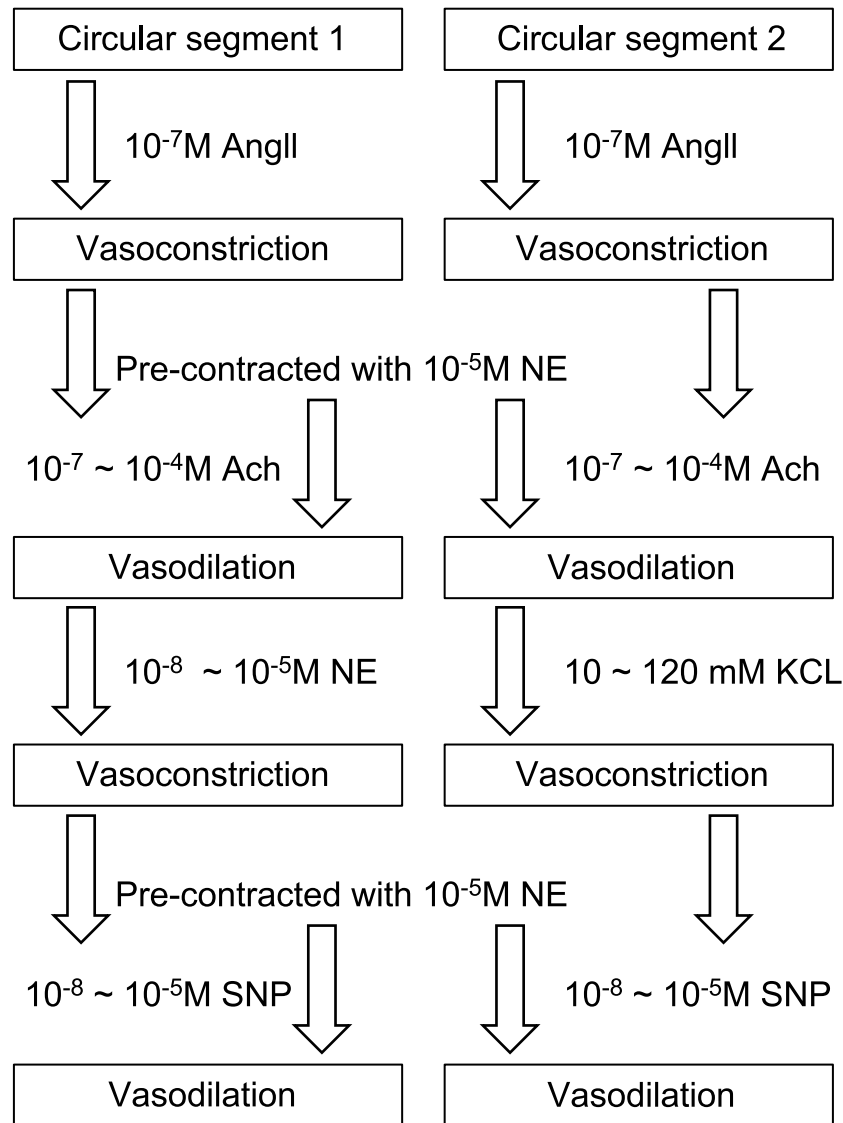 Circular segment 1
Circular segment 2
10⁻⁷M AngII
10⁻⁷M AngII
Vasoconstriction
Vasoconstriction
Pre-contracted with 10⁻⁵M NE
10⁻⁷ ~ 10⁻⁴M Ach
10⁻⁷ ~ 10⁻⁴M Ach
Vasodilation
Vasodilation
10⁻⁸ ~ 10⁻⁵M NE
10 ~ 120 mM KCL
Vasoconstriction
Vasoconstriction
Pre-contracted with 10⁻⁵M NE
10⁻⁸ ~ 10⁻⁵M SNP
10⁻⁸ ~ 10⁻⁵M SNP
Vasodilation
Vasodilation